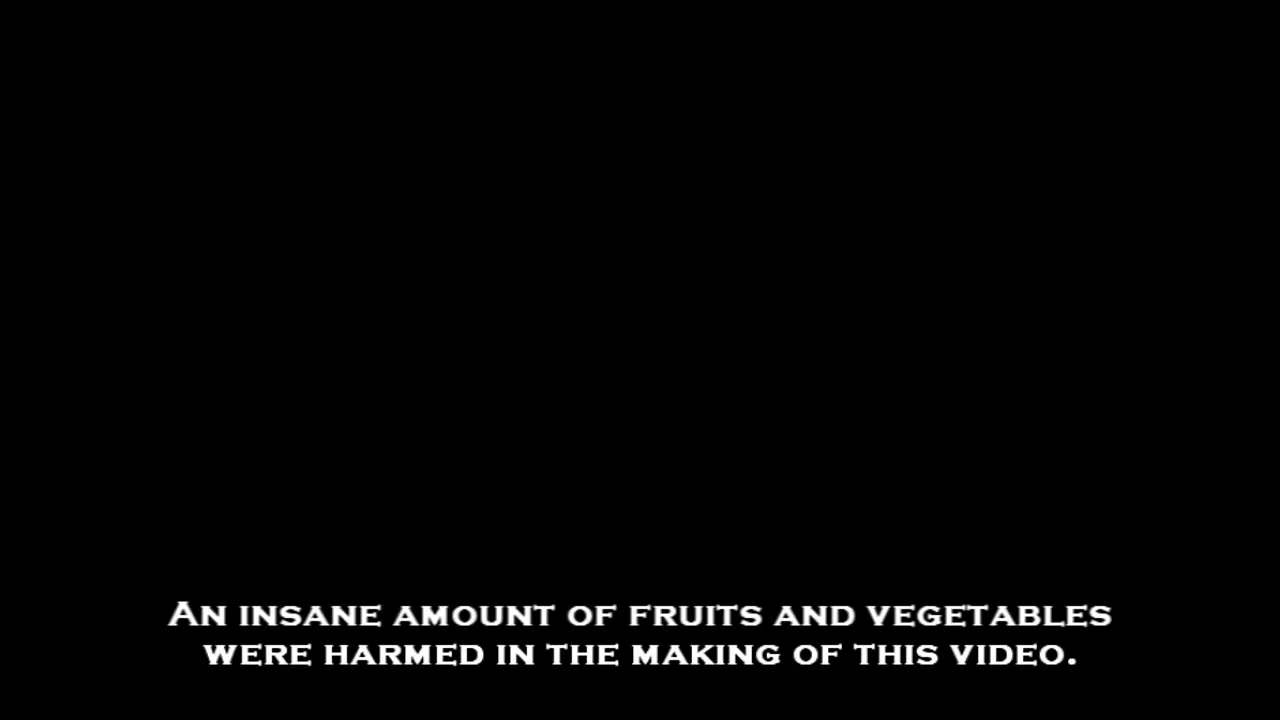 An insane amount of fruits and vegetables
were harmed in the making of this video.